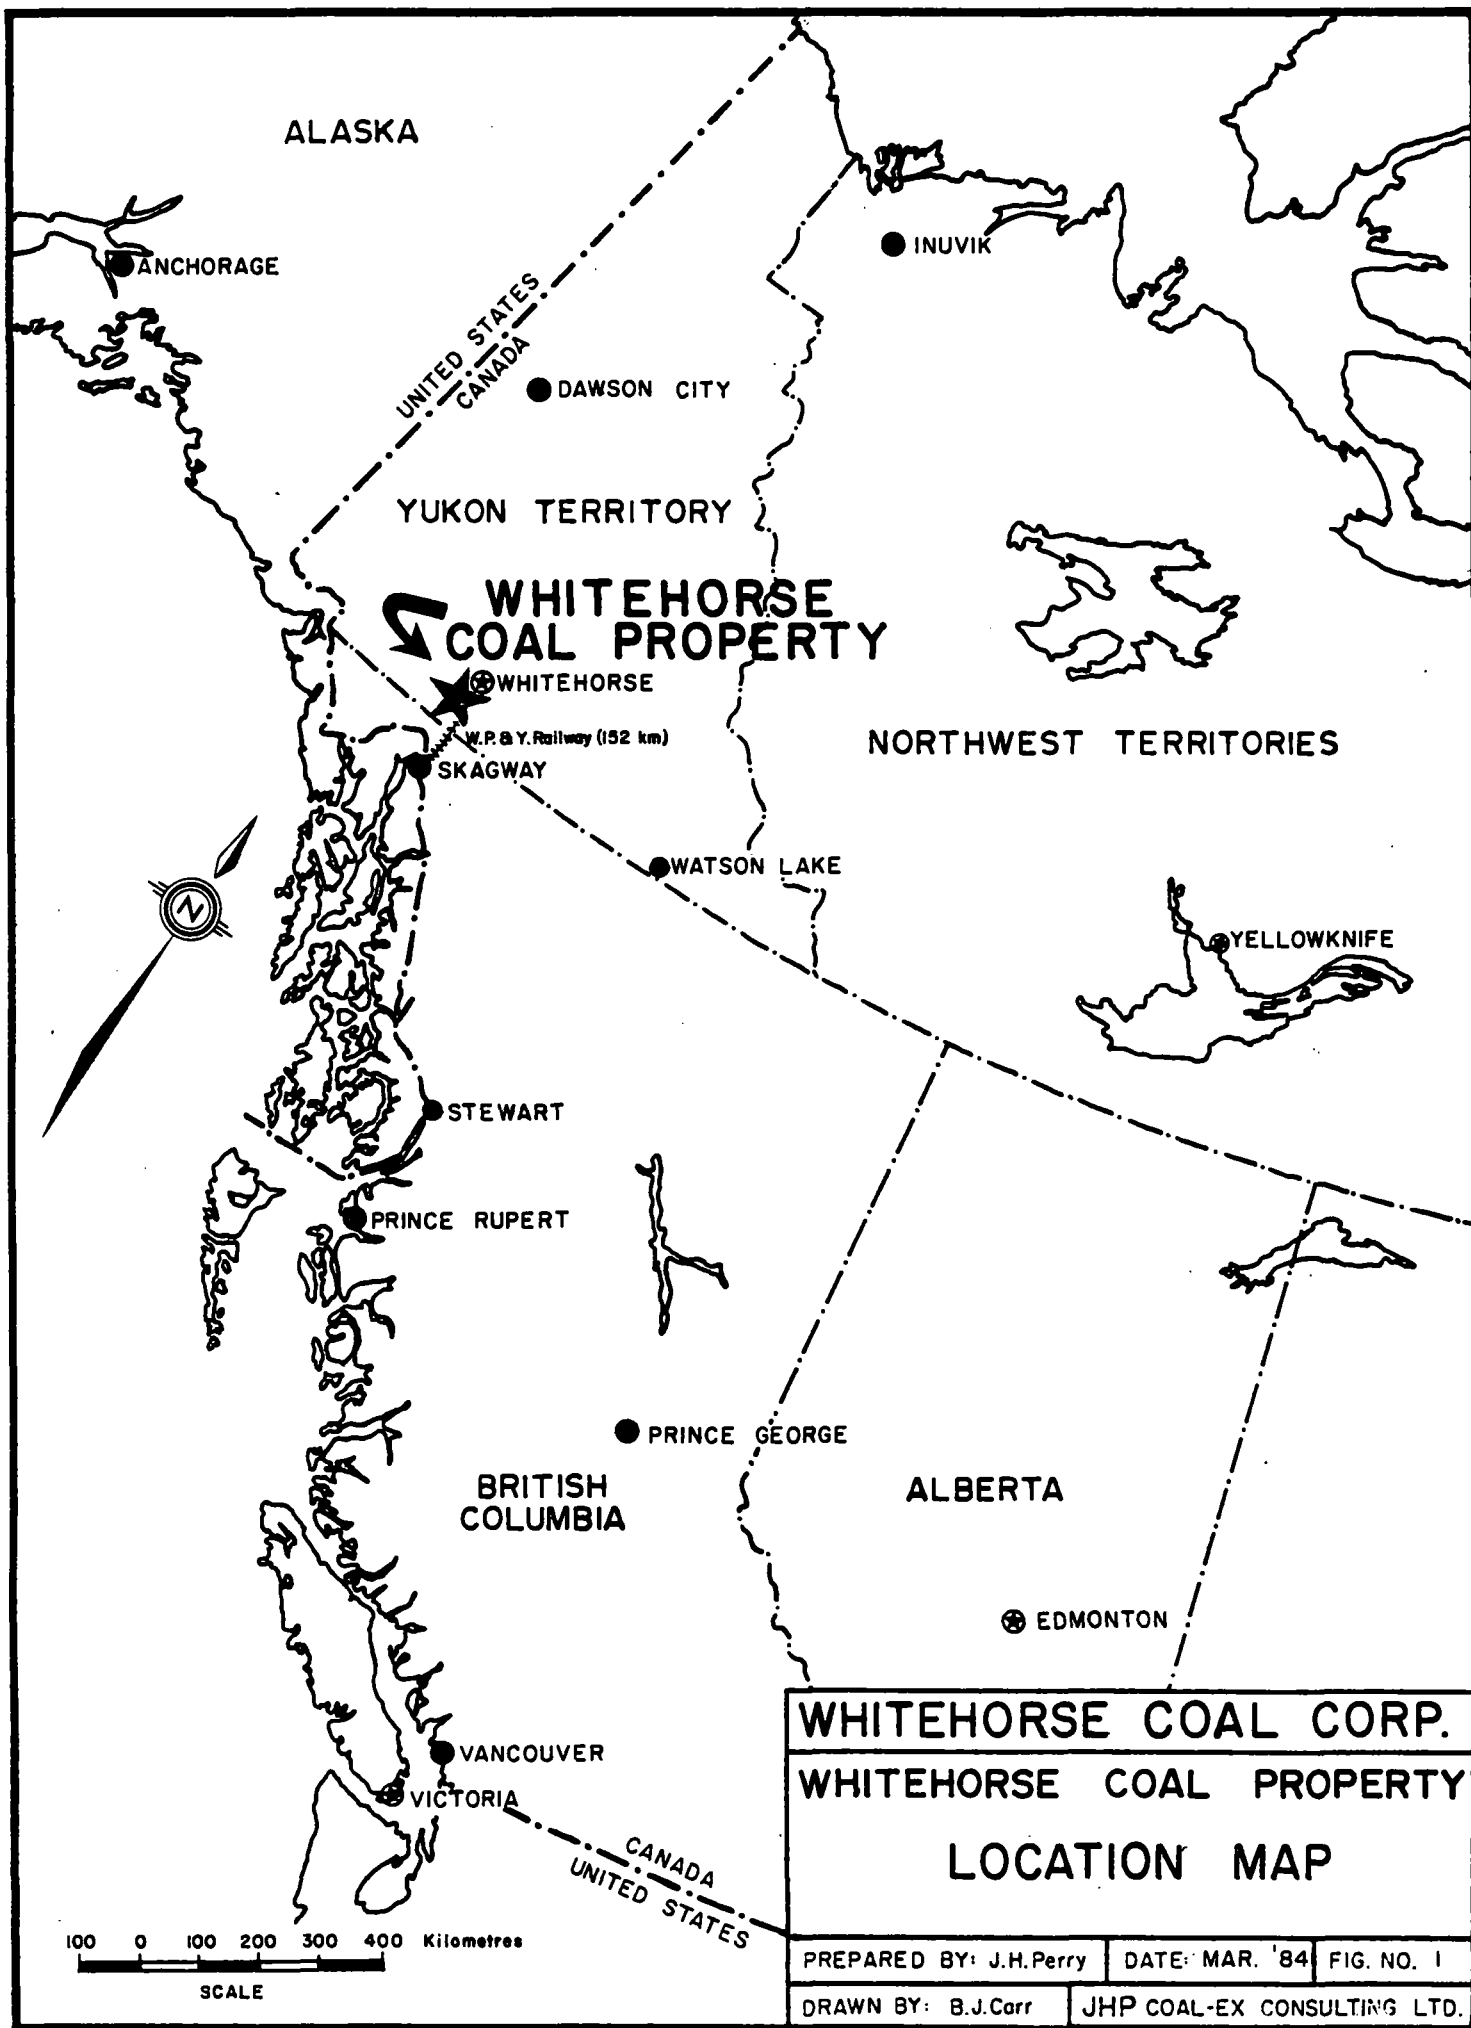 ALASKA
ANCHORAGE
INUVIK
UNITED STATES
CANADA
DAWSON CITY
YUKON TERRITORY
WHITEHORSE
COAL PROPERTY
WHITEHORSE
W.P.&Y.Railway (152 km)
SKAGWAY
NORTHWEST TERRITORIES
WATSON LAKE
N
YELLOWKNIFE
STEWART
PRINCE RUPERT
PRINCE GEORGE
BRITISH
COLUMBIA
ALBERTA
EDMONTON
VANCOUVER
VICTORIA
CANADA
UNITED STATES
100 0 100 200 300 400 Kilometres
SCALE
WHITEHORSE COAL CORP.
WHITEHORSE COAL PROPERTY
LOCATION MAP
PREPARED BY: J.H.Perry DATE: MAR. '84 FIG. NO. 1
DRAWN BY: B.J.Carr JHP COAL-EX CONSULTING LTD.